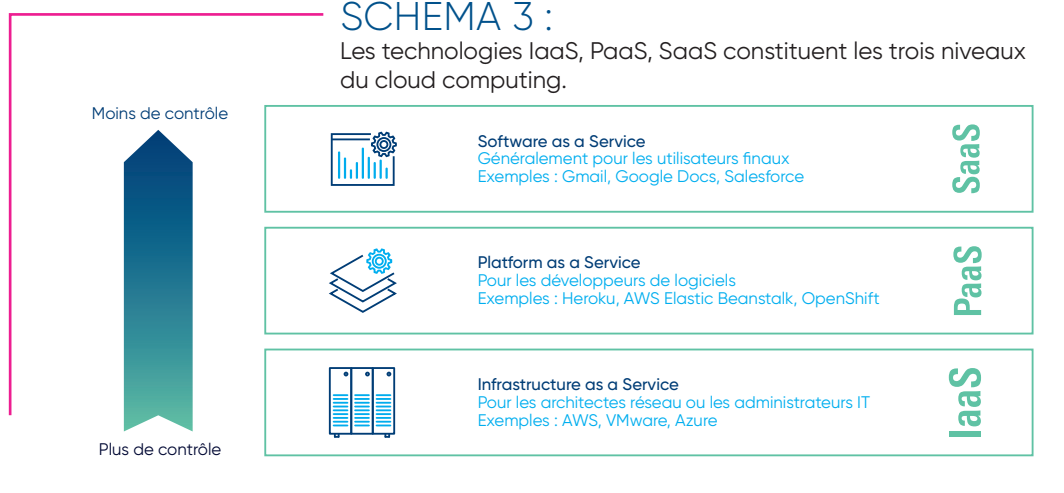 SCHEMA 3 :
Les technologies IaaS, PaaS, SaaS constituent les trois niveaux
du cloud computing.
Moins de contrôle
Software as a Service
Généralement pour les utilisateurs finaux
Exemples : Gmail, Google Docs, Salesforce
SaaS
Platform as a Service
Pour les développeurs de logiciels
Exemples : Heroku, AWS Elastic Beanstalk, OpenShift
PaaS
Infrastructure as a Service
Pour les architectes réseau ou les administrateurs IT
Exemples : AWS, VMware, Azure
IaaS
Plus de contrôle